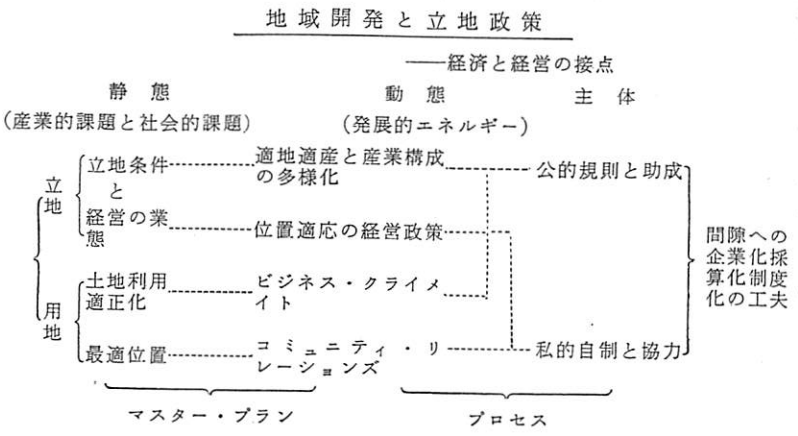 地域開発と立地政策
――経済と経営の接点
静態
動態
主体
(産業的課題と社会的課題)
(発展的エネルギー)
立地
立地条件
と
経営の業
態
適地適産と産業構成
の多様化
位置適応の経営政策
公的規則と助成
用地
土地利用
適正化
最適位置
ビジネス・クライメ
イト
コミュニティ・リ
レーションズ
私的自制と協力
間隙への
企業化採
算化制度
化の工夫
マスター・プラン
プロセス